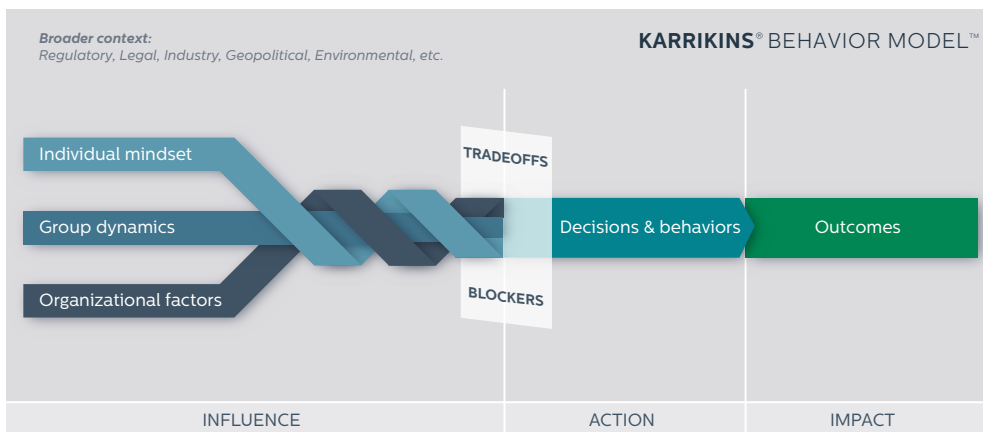 Broader context:
Regulatory, Legal, Industry, Geopolitical, Environmental, etc.
KARRIKINS® BEHAVIOR MODEL™
Individual mindset
TRADEOFFS
Group dynamics
Decisions & behaviors
Outcomes
Organizational factors
BLOCKERS
INFLUENCE
ACTION
IMPACT